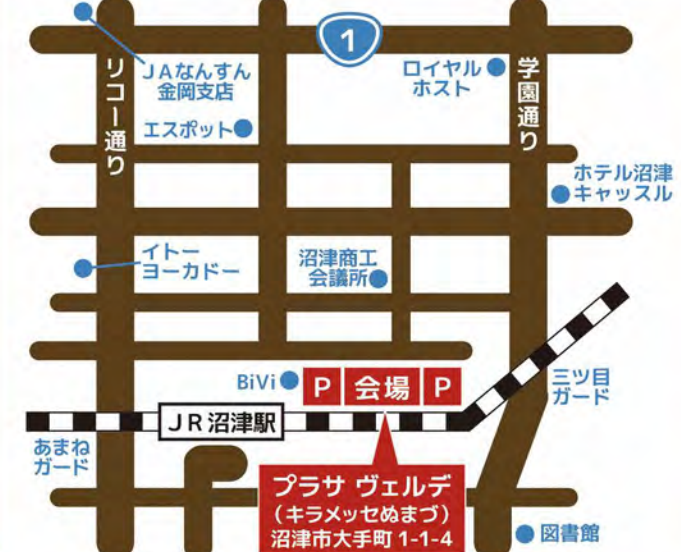 1
リコー通り
JAなんすん
金岡支店
ロイヤル
ホスト
学園通り
エスポット
ホテル沼津
キャッスル
イトー
ヨーカドー
沼津商工
会議所
BiVi
P 会場 P
三ツ目
ガード
JR沼津駅
あまね
ガード
プラサ ヴェルデ
(キラメッセぬまづ)
沼津市大手町1-1-4
図書館